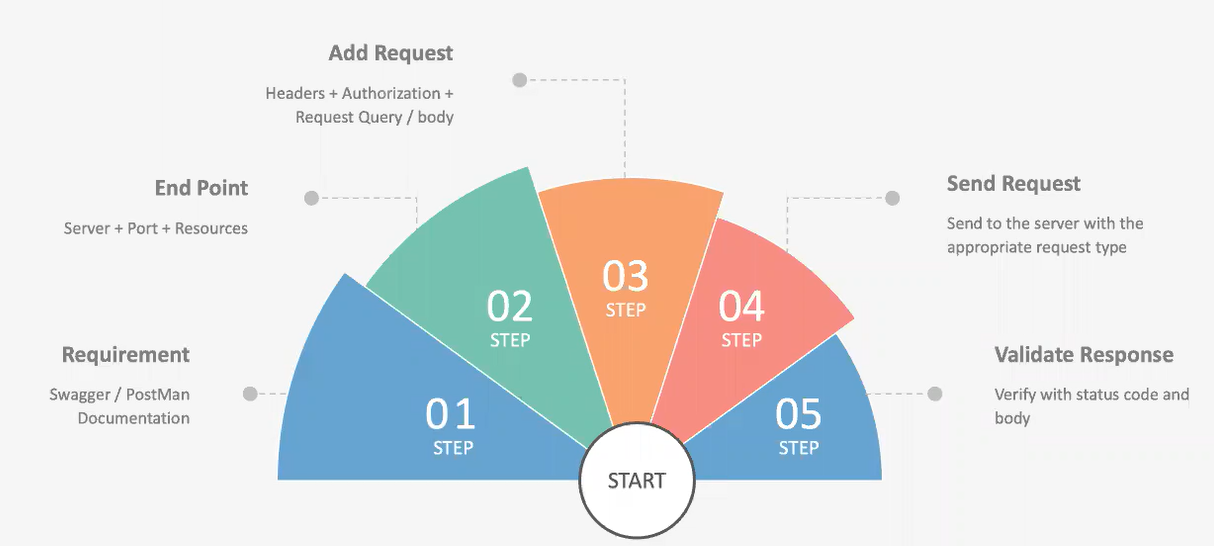 Add Request
Headers + Authorization +
Request Query / body
End Point
Server + Port + Resources
Requirement
Swagger / PostMan
Documentation
01
STEP
02
STEP
03
STEP
04
STEP
05
STEP
START
Send Request
Send to the server with the
appropriate request type
Validate Response
Verify with status code and
body